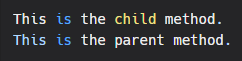 This is the child method.
This is the parent method.